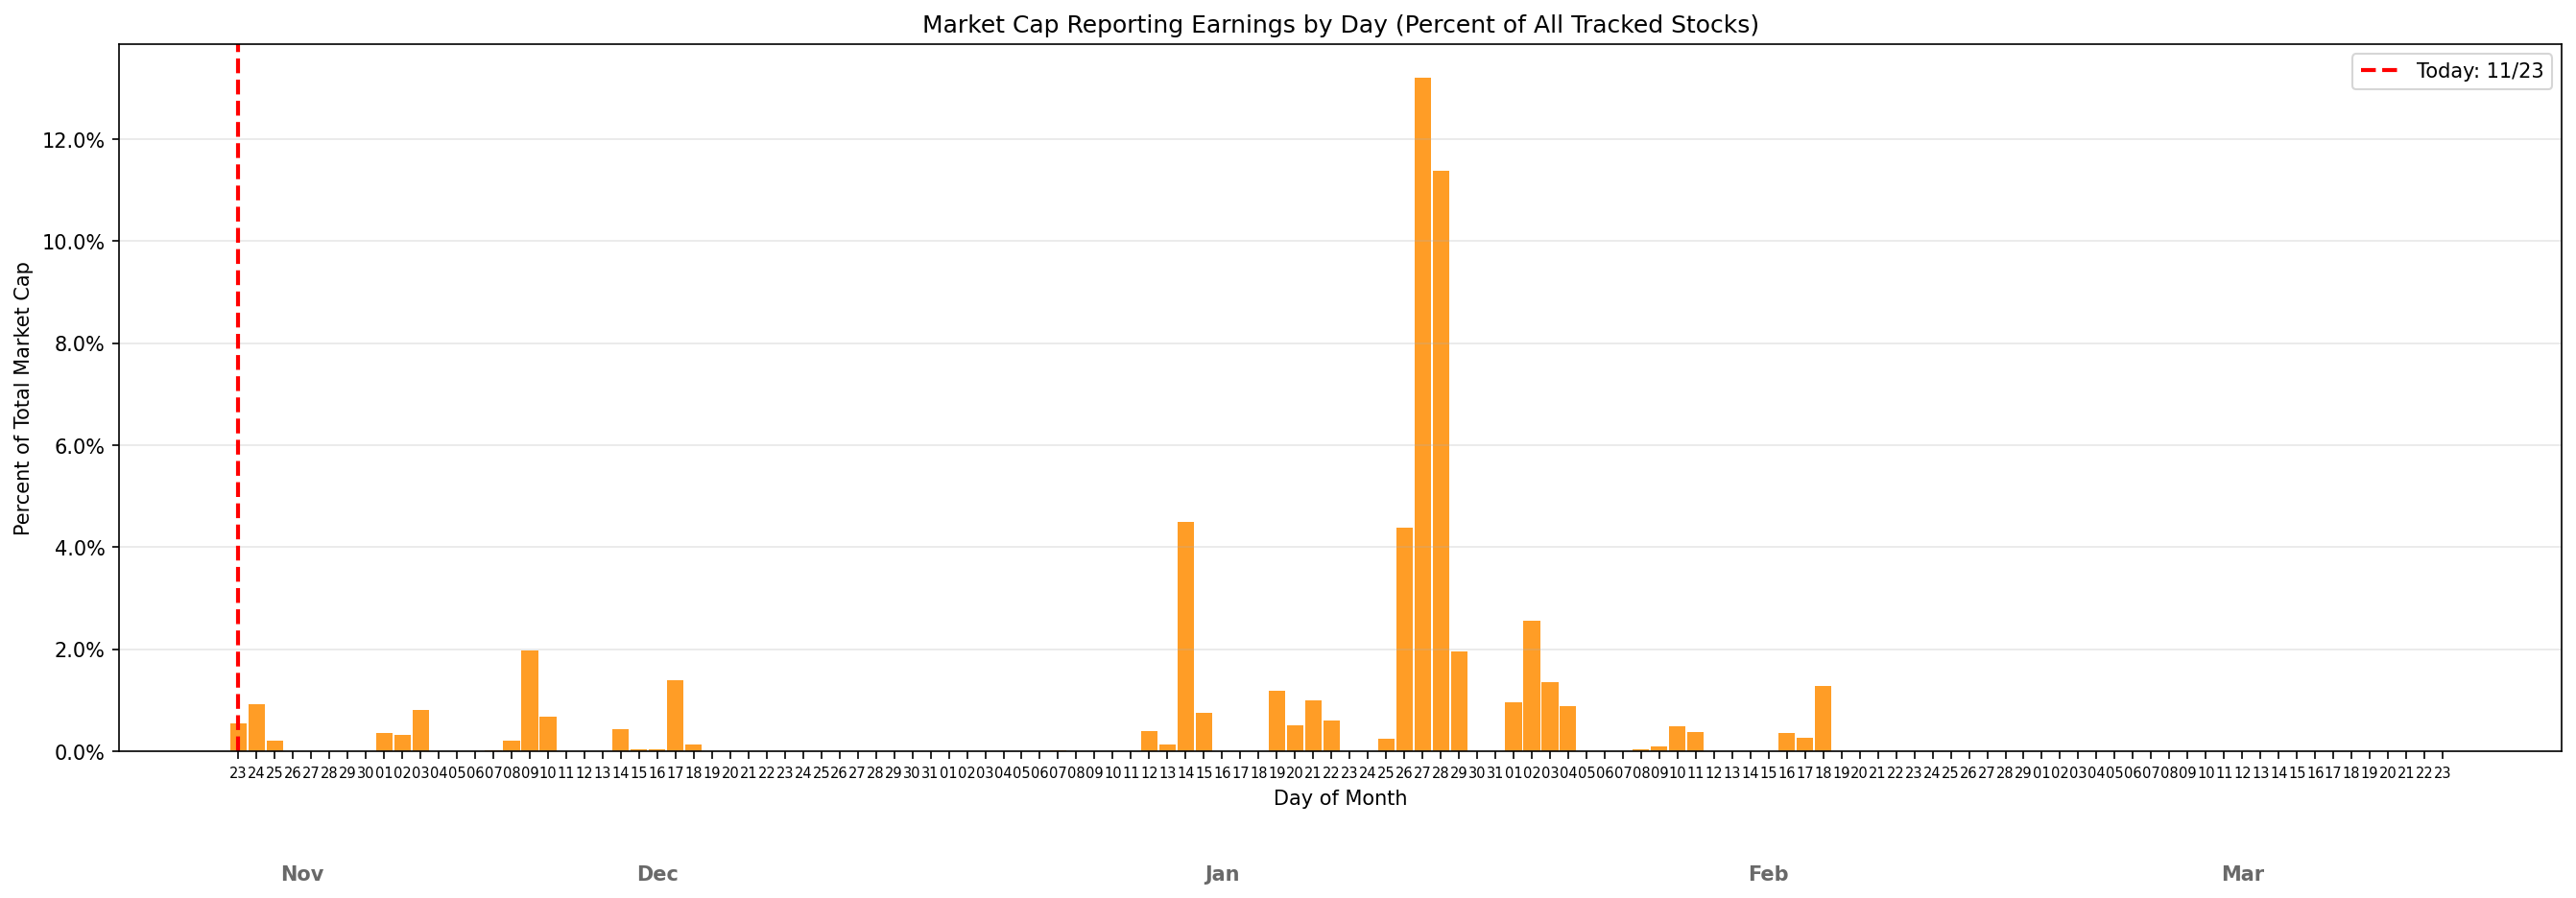 Market Cap Reporting Earnings by Day (Percent of All Tracked Stocks)
Today: 11/23
Percent of Total Market Cap
12.0%
10.0%
8.0%
6.0%
4.0%
2.0%
0.0%
23 24 25 26 27 28 29 30 01 02 03 04 05 06 07 08 09 10 11 12 13 14 15 16 17 18 19 20 21 22 23 24 25 26 27 28 29 30 31 01 02 03 04 05 06 07 08 09 10 11 12 13 14 15 16 17 18 19 20 21 22 23 24 25 26 27 28 29 30 31 01 02 03 04 05 06 07 08 09 10 11 12 13 14 15 16 17 18 19 20 21 22 23 24 25 26 27 28 29 01 02 03 04 05 06 07 08 09 10 11 12 13 14 15 16 17 18 19 20 21 22 23
Day of Month
Nov Dec Jan Feb Mar